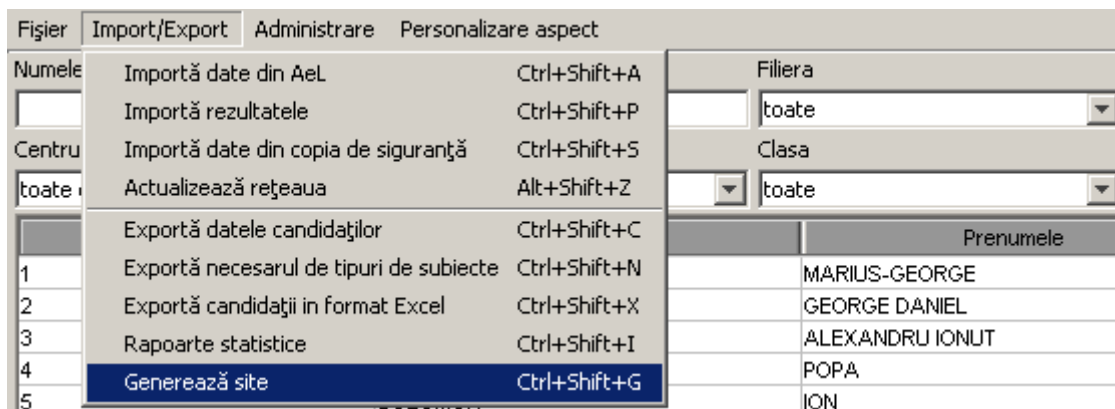 Fişier Import/Export Administrare Personalizare aspect
Numele Filiera
Importă date din AeL Ctrl+Shift+A
toate
Importă rezultatele Ctrl+Shift+P
Centru Clasa
Importă date din copia de siguranţă Ctrl+Shift+S
toate toate
Actualizează reţeaua Alt+Shift+Z
Exportă datele candidaţilor Ctrl+Shift+C
Prenumele
Exportă necesarul de tipuri de subiecte Ctrl+Shift+N
1 MARIUS-GEORGE
Exportă candidaţii in format Excel Ctrl+Shift+X
2 GEORGE DANIEL
Rapoarte statistice Ctrl+Shift+I
3 ALEXANDRU IONUT
Generează site Ctrl+Shift+G
4 POPA
5 ION